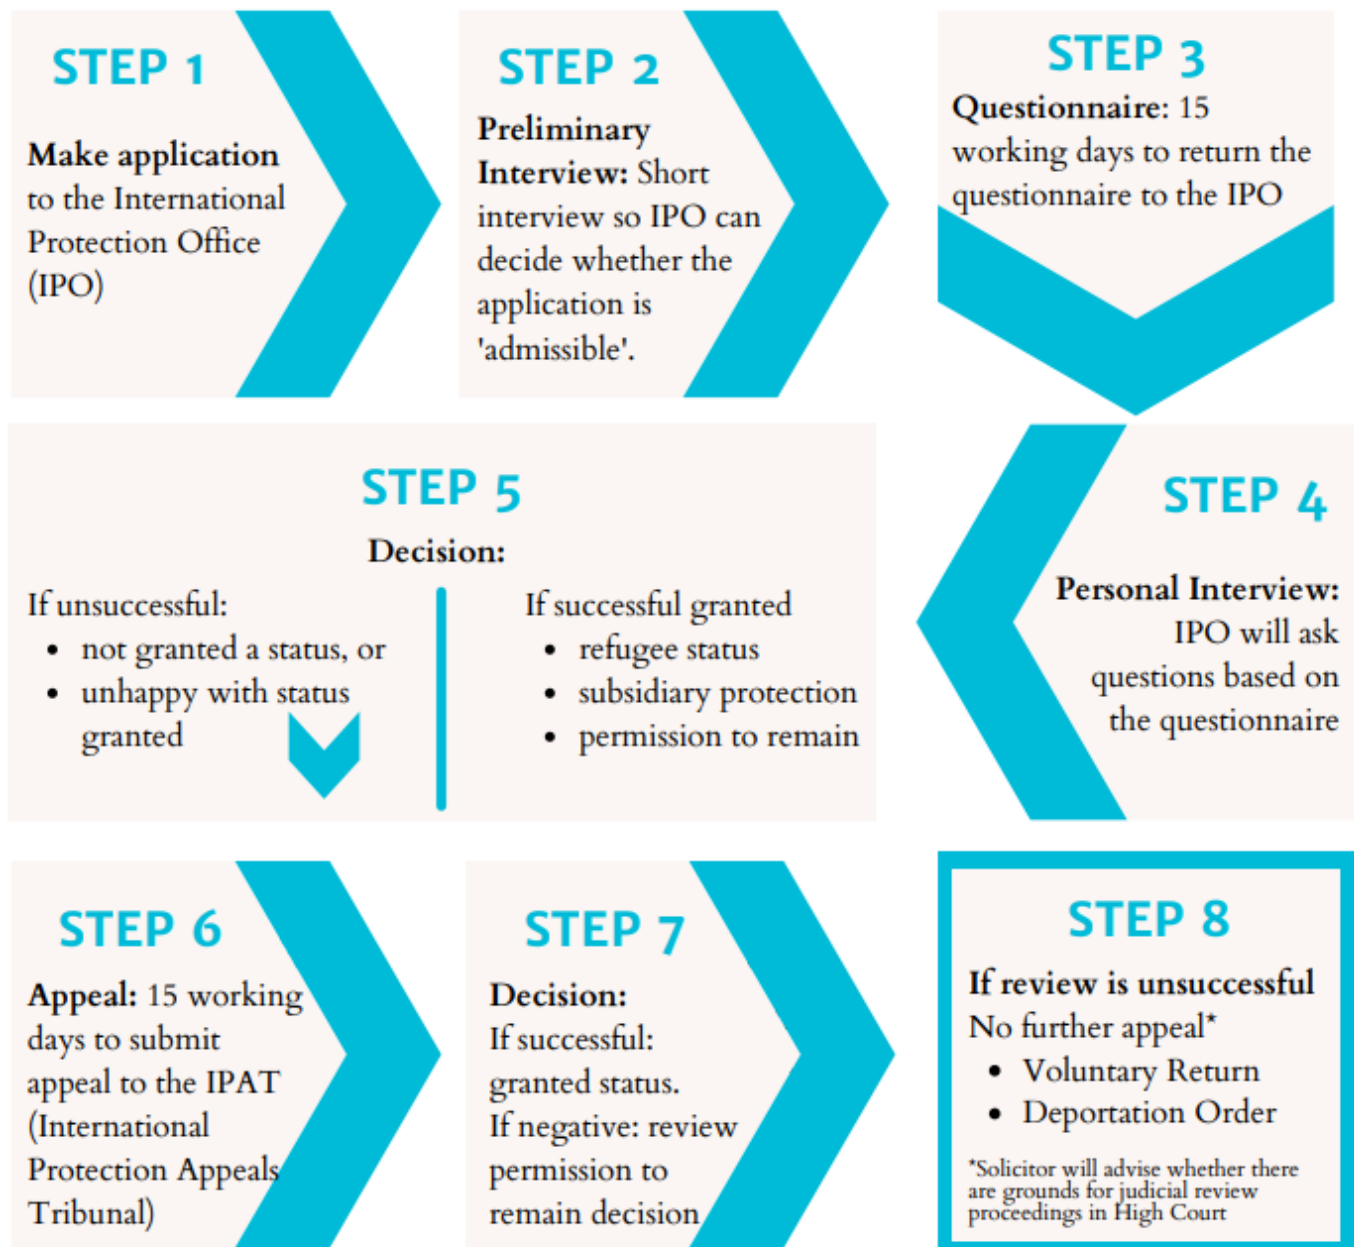 STEP 1
Make application
to the International
Protection Office
(IPO)
STEP 2
Preliminary
Interview: Short
interview so IPO can
decide whether the
application is
'admissible'.
STEP 3
Questionnaire: 15
working days to return the
questionnaire to the IPO
STEP 4
Personal Interview:
IPO will ask
questions based on
the questionnaire
STEP 5
Decision:
If unsuccessful:
• not granted a status, or
• unhappy with status
granted
If successful granted
• refugee status
• subsidiary protection
• permission to remain
STEP 6
Appeal: 15 working
days to submit
appeal to the IPAT
(International
Protection Appeals
Tribunal)
STEP 7
Decision:
If successful:
granted status.
If negative: review
permission to
remain decision
STEP 8
If review is unsuccessful
No further appeal*
• Voluntary Return
• Deportation Order
*Solicitor will advise whether there
are grounds for judicial review
proceedings in High Court